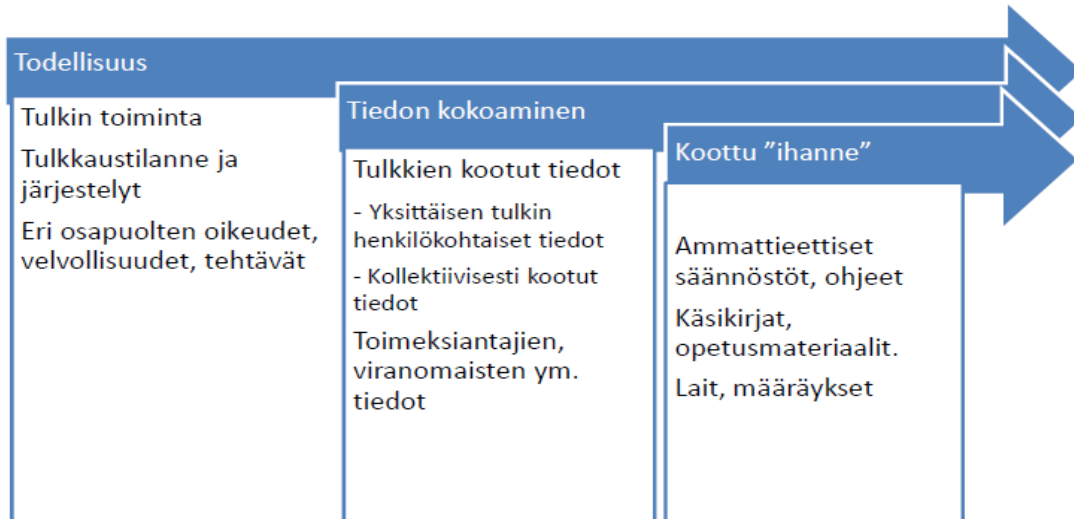 Todellisuus
Tulkin toiminta
Tulkkaustilanne ja
järjestelyt
Eri osapuolten oikeudet,
velvollisuudet, tehtävät
Tiedon kokoaminen
Tulkkien kootut tiedot
- Yksittäisen tulkin
henkilökohtaiset tiedot
- Kollektiivisesti kootut
tiedot
Toimeksiantajien,
viranomaisten ym.
tiedot
Koottu ”ihanne”
Ammattieettiset
säännöstöt, ohjeet
Käsikirjat,
opetusmateriaalit.
Lait, määräykset